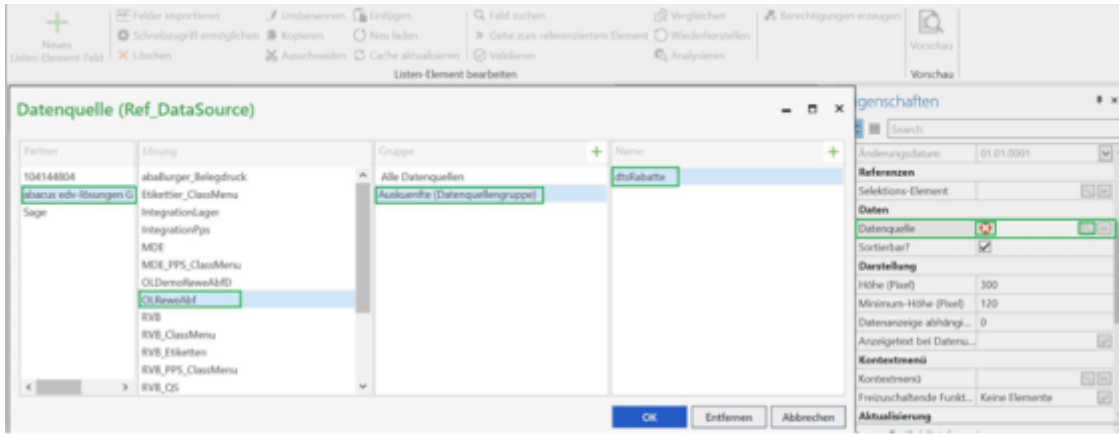 Felder importieren
Umbenennen
Einfügen
Feld suchen
Vergleichen
Berechtigungen erzeugen
Schreibzugriff ermöglichen
Kopieren
Neu laden
Gehe zum referenziertem Element
Wiederherstellen
Neues
Listen-Element-Feld
Löschen
Ausschneiden
Cache aktualisieren
Validieren
Analysieren
Vorschau
Listen-Element bearbeiten
Vorschau
Datenquelle (Ref_DataSource)
Partner
Lösung
Gruppe
Name
104144804
abacus edv-lösungen G
Sage
abaBurger_Belegdruck
Etikettier_ClassMenu
IntegrationLager
IntegrationPps
MDE
MDE_PPS_ClassMenu
OLDemoReweAbfD
OLReweAbf
RVB
RVB_ClassMenu
RVB_Etiketten
RVB_PPS_ClassMenu
RVB_QS
Alle Datenquellen
Auskuenfte (Datenquellengruppe)
dtsRabatte
OK
Entfernen
Abbrechen
igenschaften
Search
Änderungsdatum 01.01.0001
Referenzen
Selektions-Element
Daten
Datenquelle
Sortierbar?
Darstellung
Höhe (Pixel) 300
Minimum-Höhe (Pixel) 120
Datenanzeige abhängi... 0
Anzeigetext bei Datenu...
Kontextmenü
Kontextmenü
Freizuschaltende Funkt... Keine Elemente
Aktualisierung